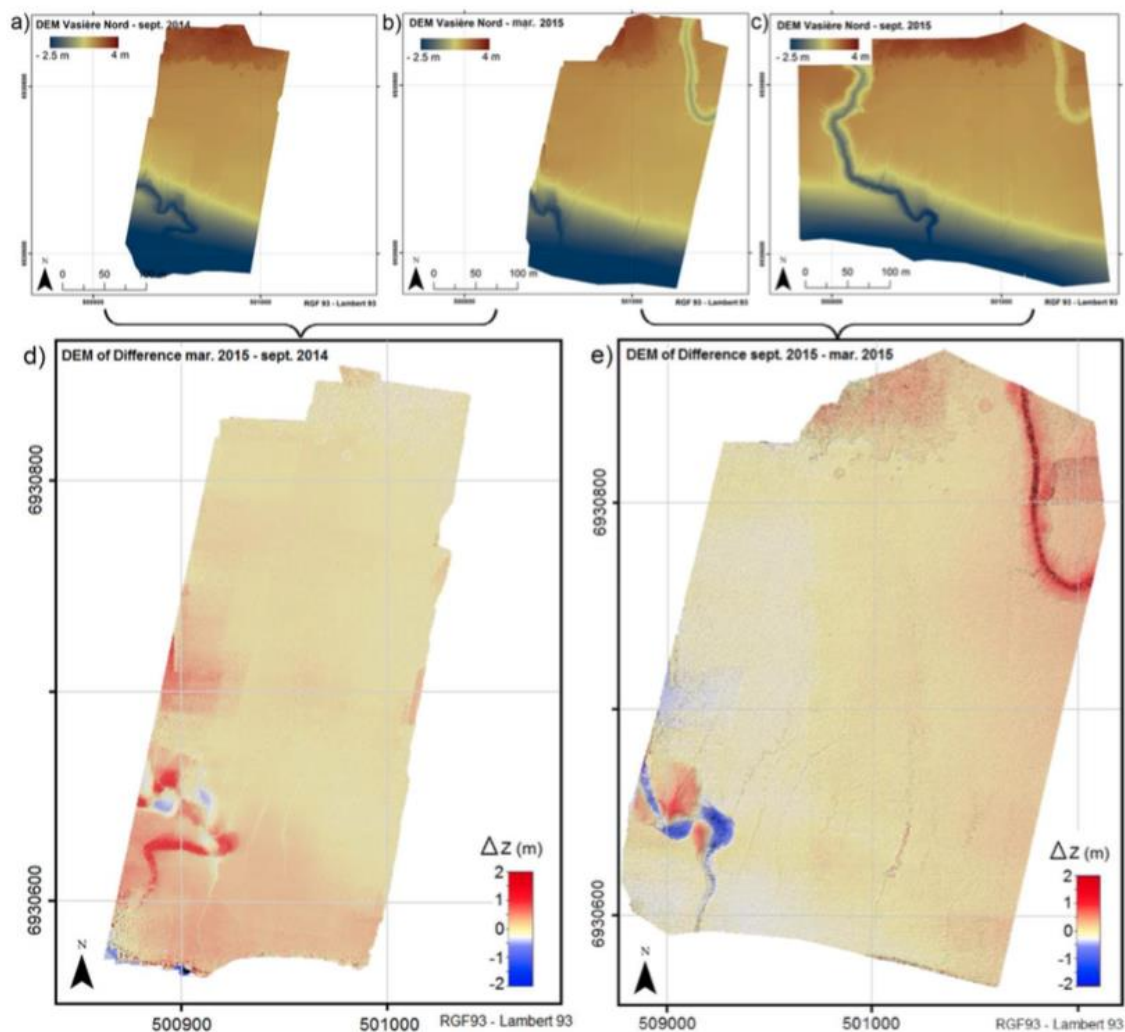 a)
DEM Vasière Nord - sept. 2014
- 2.5 m 4 m
N
0 50 100 m
RGF 93 - Lambert 93
b)
DEM Vasière Nord - mar. 2015
- 2.5 m 4 m
N
0 50 100 m
RGF 93 - Lambert 93
c)
DEM Vasière Nord - sept. 2015
- 2.5 m 4 m
N
0 50 100 m
RGF 93 - Lambert 93
d)
DEM of Difference mar. 2015 - sept. 2014
6930800
6930600
ΔZ (m)
2
1
0
-1
-2
N
500900 501000
RGF93 - Lambert 93
e)
DEM of Difference sept. 2015 - mar. 2015
6930800
6930600
ΔZ (m)
2
1
0
-1
-2
N
509000 501000
RGF93 - Lambert 93